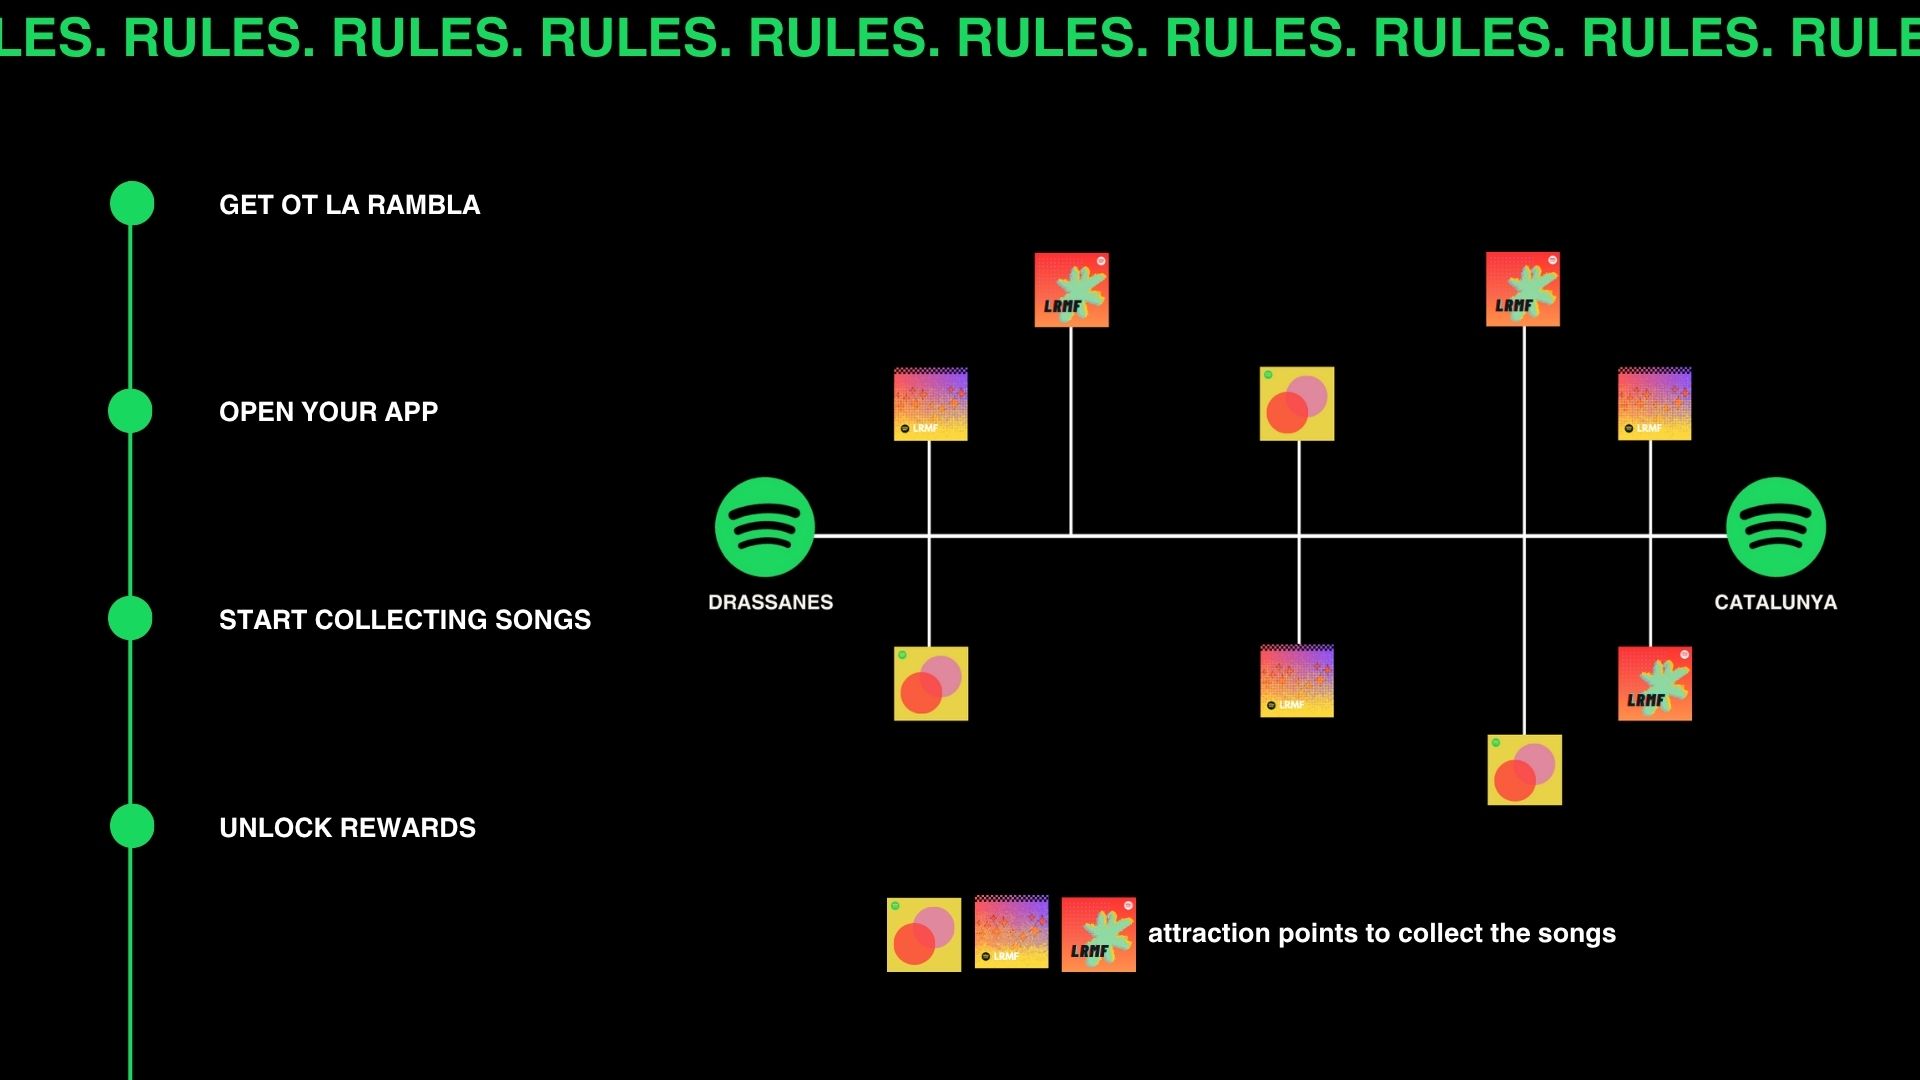 LES. RULES. RULES. RULES. RULES. RULES. RULES. RULES. RULES. RULE
GET OT LA RAMBLA
OPEN YOUR APP
START COLLECTING SONGS
UNLOCK REWARDS
LRMF
LRMF
LRMF
LRMF
DRASSANES
CATALUNYA
LRMF
LRMF
LRMF
LRMF
attraction points to collect the songs